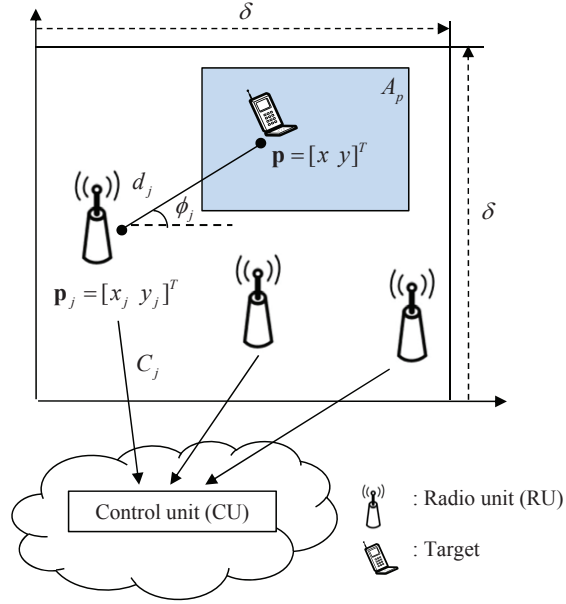 δ
A_p
𝐩 = [x y]^T
d_j
ϕ_j
δ
𝐩_j = [x_j y_j]^T
C_j
Control unit (CU)
: Radio unit (RU)
: Target